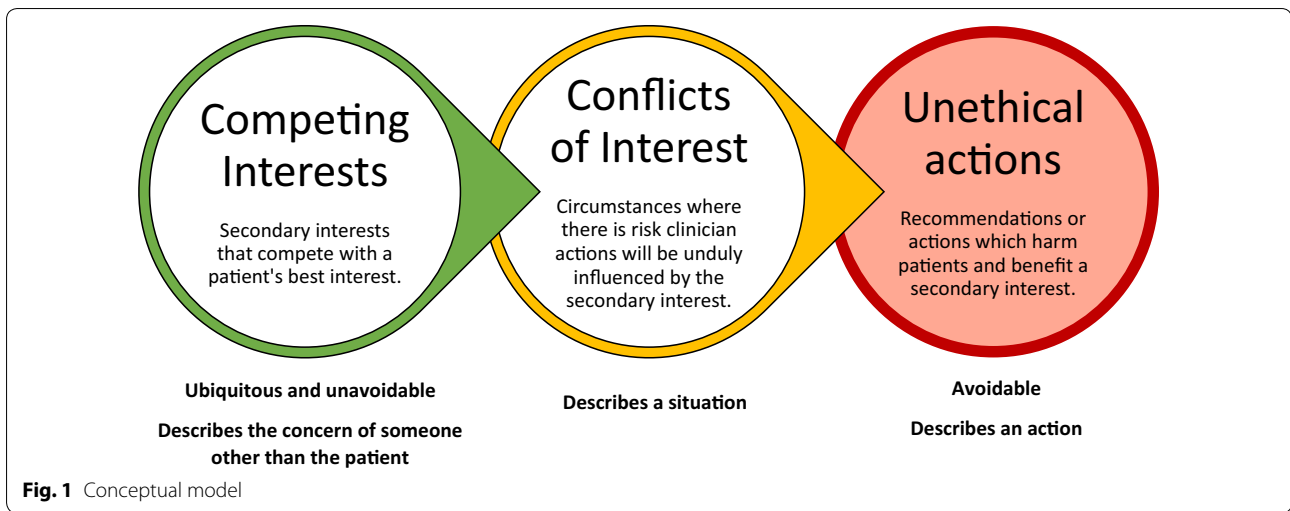 Competing
Interests
Secondary interests
that compete with a
patient's best interest.
Ubiquitous and unavoidable
Describes the concern of someone
other than the patient
Conflicts
of Interest
Circumstances where
there is risk clinician
actions will be unduly
influenced by the
secondary interest.
Describes a situation
Unethical
actions
Recommendations or
actions which harm
patients and benefit a
secondary interest.
Avoidable
Describes an action
Fig. 1 Conceptual model